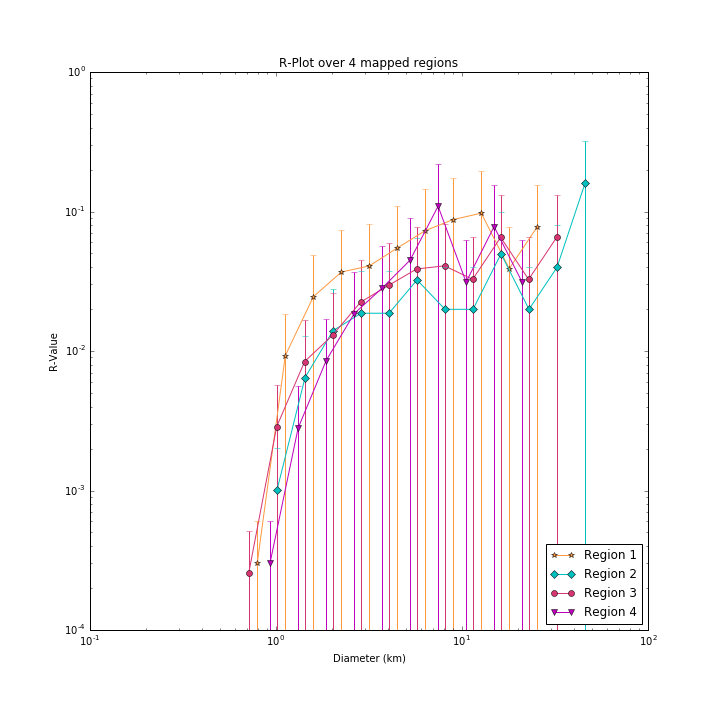 R-Plot over 4 mapped regions
10^0
10^-1
10^-2
10^-3
10^-4
R-Value
10^-1
10^0
10^1
10^2
Diameter (km)
Region 1
Region 2
Region 3
Region 4